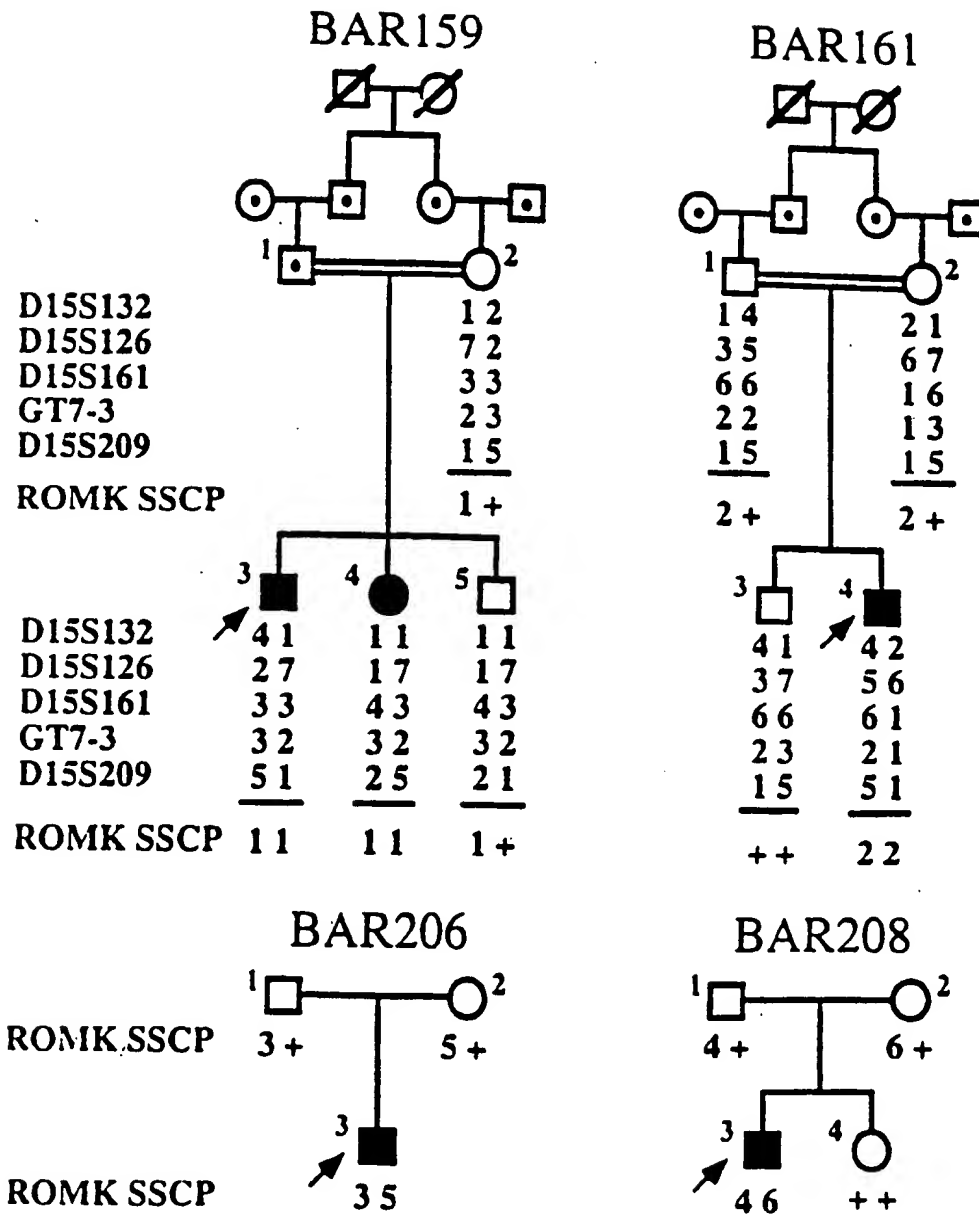 BAR159 BAR161
1 2 1 2
D15S132 1 2 1 4 2 1
D15S126 7 2 3 5 6 7
D15S161 3 3 6 6 1 6
GT7-3 2 3 2 2 1 3
D15S209 1 5 1 5 1 5
ROMK SSCP 1 + 2 + 2 +
3 4 5 3 4
D15S132 4 1 1 1 1 1 4 1 4 2
D15S126 2 7 1 7 1 7 3 7 5 6
D15S161 3 3 4 3 4 3 6 6 6 1
GT7-3 3 2 3 2 3 2 2 3 2 1
D15S209 5 1 2 5 2 1 1 5 5 1
ROMK SSCP 1 1 1 1 1 + + + 2 2
BAR206 BAR208
1 2 1 2
ROMK SSCP 3 + 5 + 4 + 6 +
3 3 4
ROMK SSCP 3 5 4 6 + +